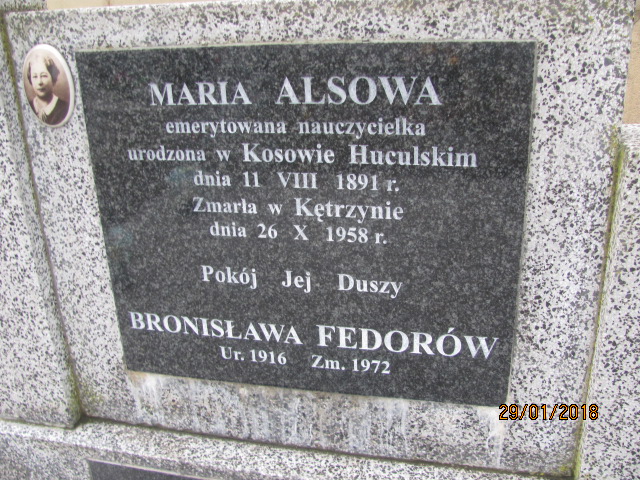 MARIA ALSOWA
emerytowana nauczycielka
urodzona w Kosowie Huculskim
dnia 11 VIII 1891 r.
Zmarła w Kętrzynie
dnia 26 X 1958 r.
Pokój Jej Duszy
BRONISŁAWA FEDORÓW
Ur. 1916 Zm. 1972
29/01/2018